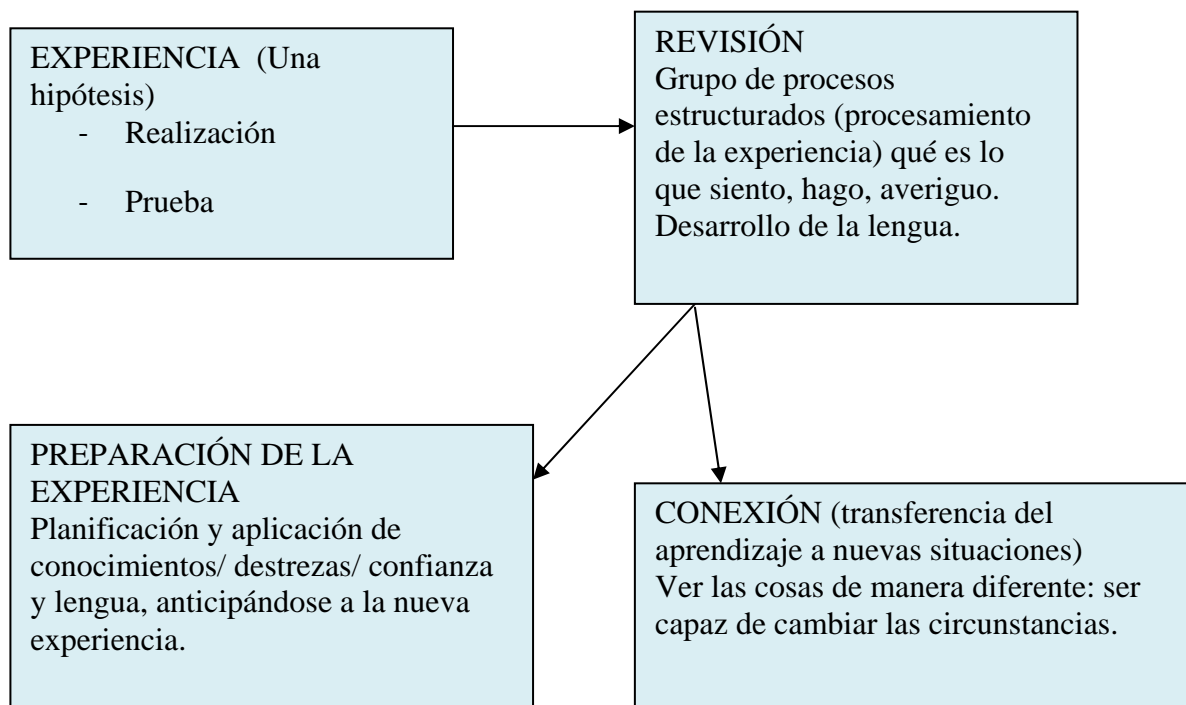 EXPERIENCIA (Una
hipótesis)
- Realización
- Prueba
REVISIÓN
Grupo de procesos
estructurados (procesamiento
de la experiencia) qué es lo
que siento, hago, averiguo.
Desarrollo de la lengua.
PREPARACIÓN DE LA
EXPERIENCIA
Planificación y aplicación de
conocimientos/ destrezas/ confianza
y lengua, anticipándose a la nueva
experiencia.
CONEXIÓN (transferencia del
aprendizaje a nuevas situaciones)
Ver las cosas de manera diferente: ser
capaz de cambiar las circunstancias.